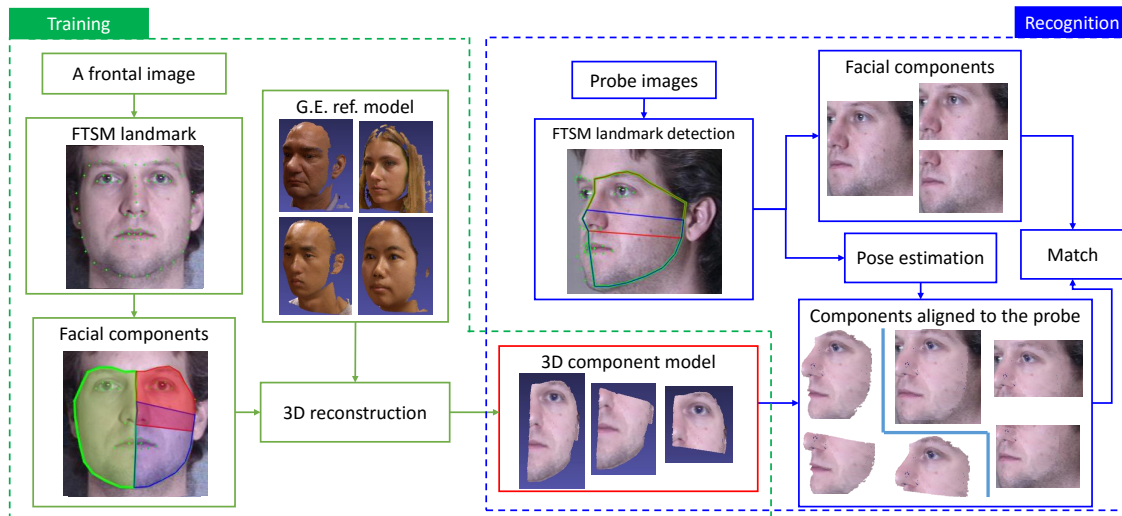 Training
Recognition
A frontal image
FTSM landmark
Facial components
G.E. ref. model
3D reconstruction
Probe images
FTSM landmark detection
Facial components
Pose estimation
Match
3D component model
Components aligned to the probe